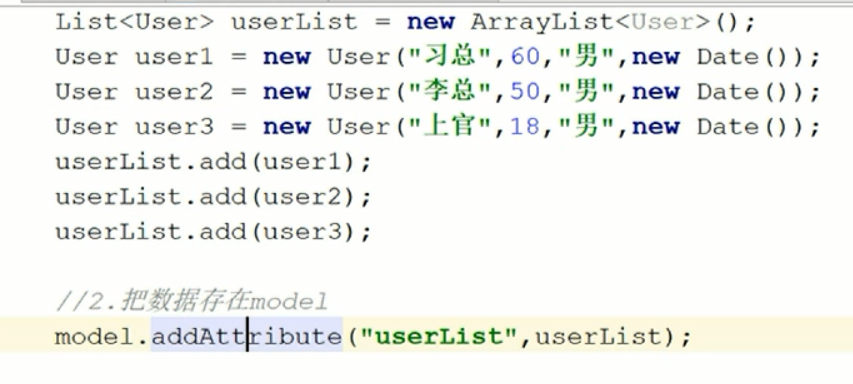 List<User> userList = new ArrayList<User>();
User user1 = new User("习总",60,"男",new Date());
User user2 = new User("李总",50,"男",new Date());
User user3 = new User("上官",18,"男",new Date());
userList.add(user1);
userList.add(user2);
userList.add(user3);
//2.把数据存在model
model.addAttribute("userList",userList);